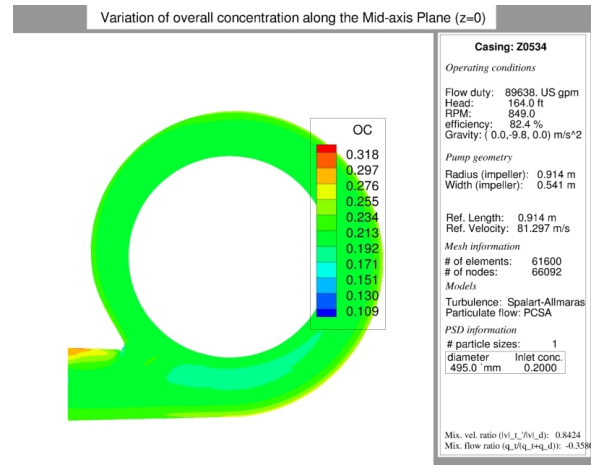 Variation of overall concentration along the Mid-axis Plane (z=0)
OC
0.318
0.297
0.276
0.255
0.234
0.213
0.192
0.171
0.151
0.130
0.109
Casing: Z0534
Operating conditions
Flow duty: 89638. US gpm
Head: 164.0 ft
RPM: 849.0
efficiency: 82.4 %
Gravity: ( 0.0,-9.8, 0.0) m/s^2
Pump geometry
Radius (impeller): 0.914 m
Width (impeller): 0.541 m
Ref. Length: 0.914 m
Ref. Velocity: 81.297 m/s
Mesh information
# of elements: 61600
# of nodes: 66092
Models
Turbulence: Spalart-Allmaras
Particulate flow: PCSA
PSD information
# particle sizes: 1
diameter Inlet conc.
495.0 `mm 0.2000
Mix. vel. ratio (|v|_t_'/|v|_d): 0.8424
Mix. flow ratio (q_t/(q_t+q_d)): -0.3580